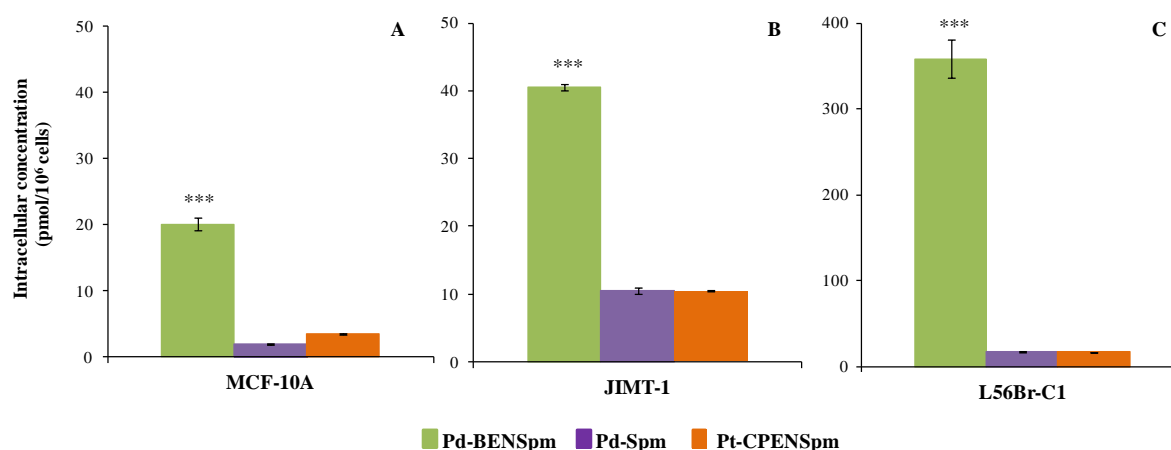 A
B
C
Intracellular concentration
(pmol/10⁶ cells)
50
40
30
20
10
0
***
MCF-10A
50
40
30
20
10
0
***
JIMT-1
400
300
200
100
0
***
L56Br-C1
Pd-BENSpm Pd-Spm Pt-CPENSpm